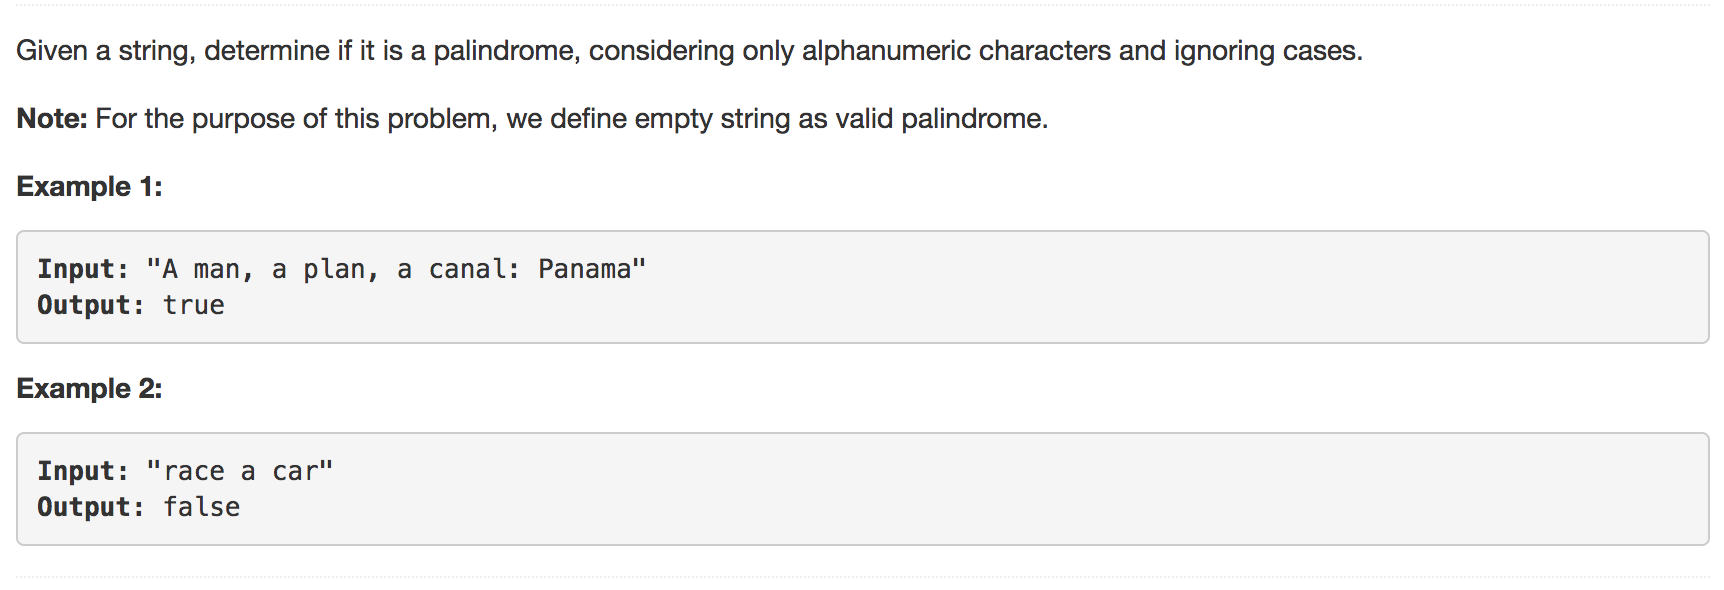 Given a string, determine if it is a palindrome, considering only alphanumeric characters and ignoring cases.
Note: For the purpose of this problem, we define empty string as valid palindrome.
Example 1:
Input: "A man, a plan, a canal: Panama"
Output: true
Example 2:
Input: "race a car"
Output: false